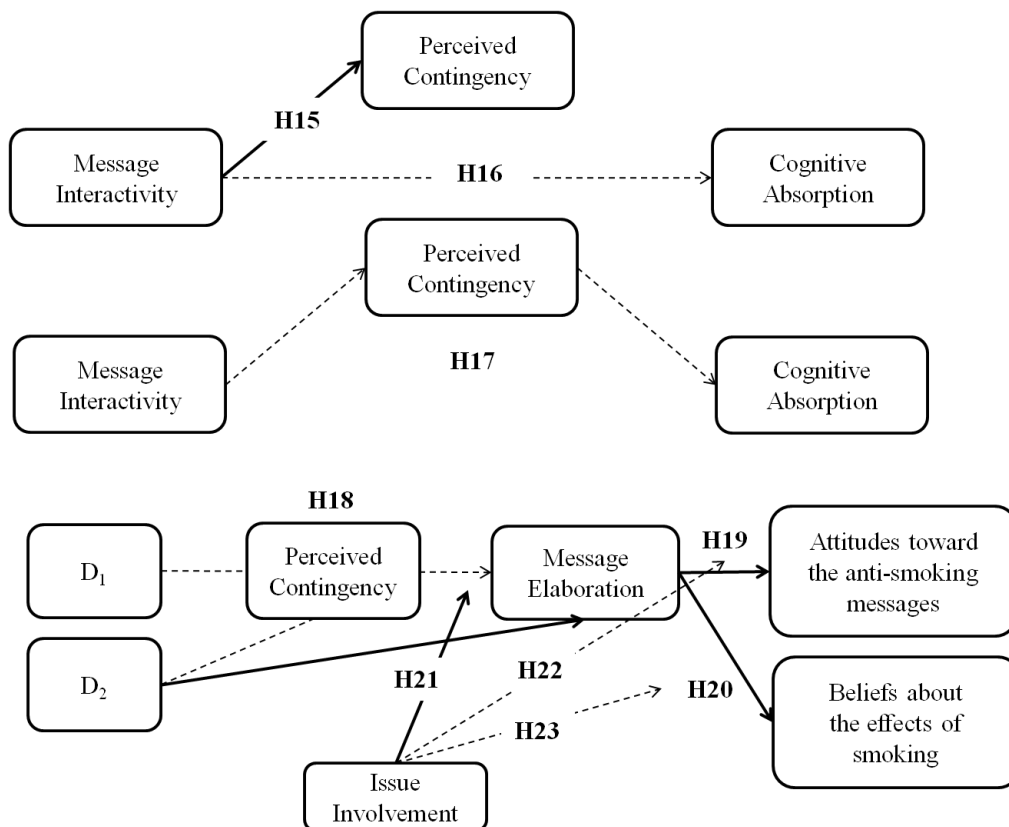 Perceived
Contingency
H15
Message
Interactivity
H16
Cognitive
Absorption
Perceived
Contingency
H17
Message
Interactivity
Cognitive
Absorption
H18
D₁
Perceived
Contingency
Message
Elaboration
H19
Attitudes toward
the anti-smoking
messages
D₂
H21
H22
H20
H23
Beliefs about
the effects of
smoking
Issue
Involvement